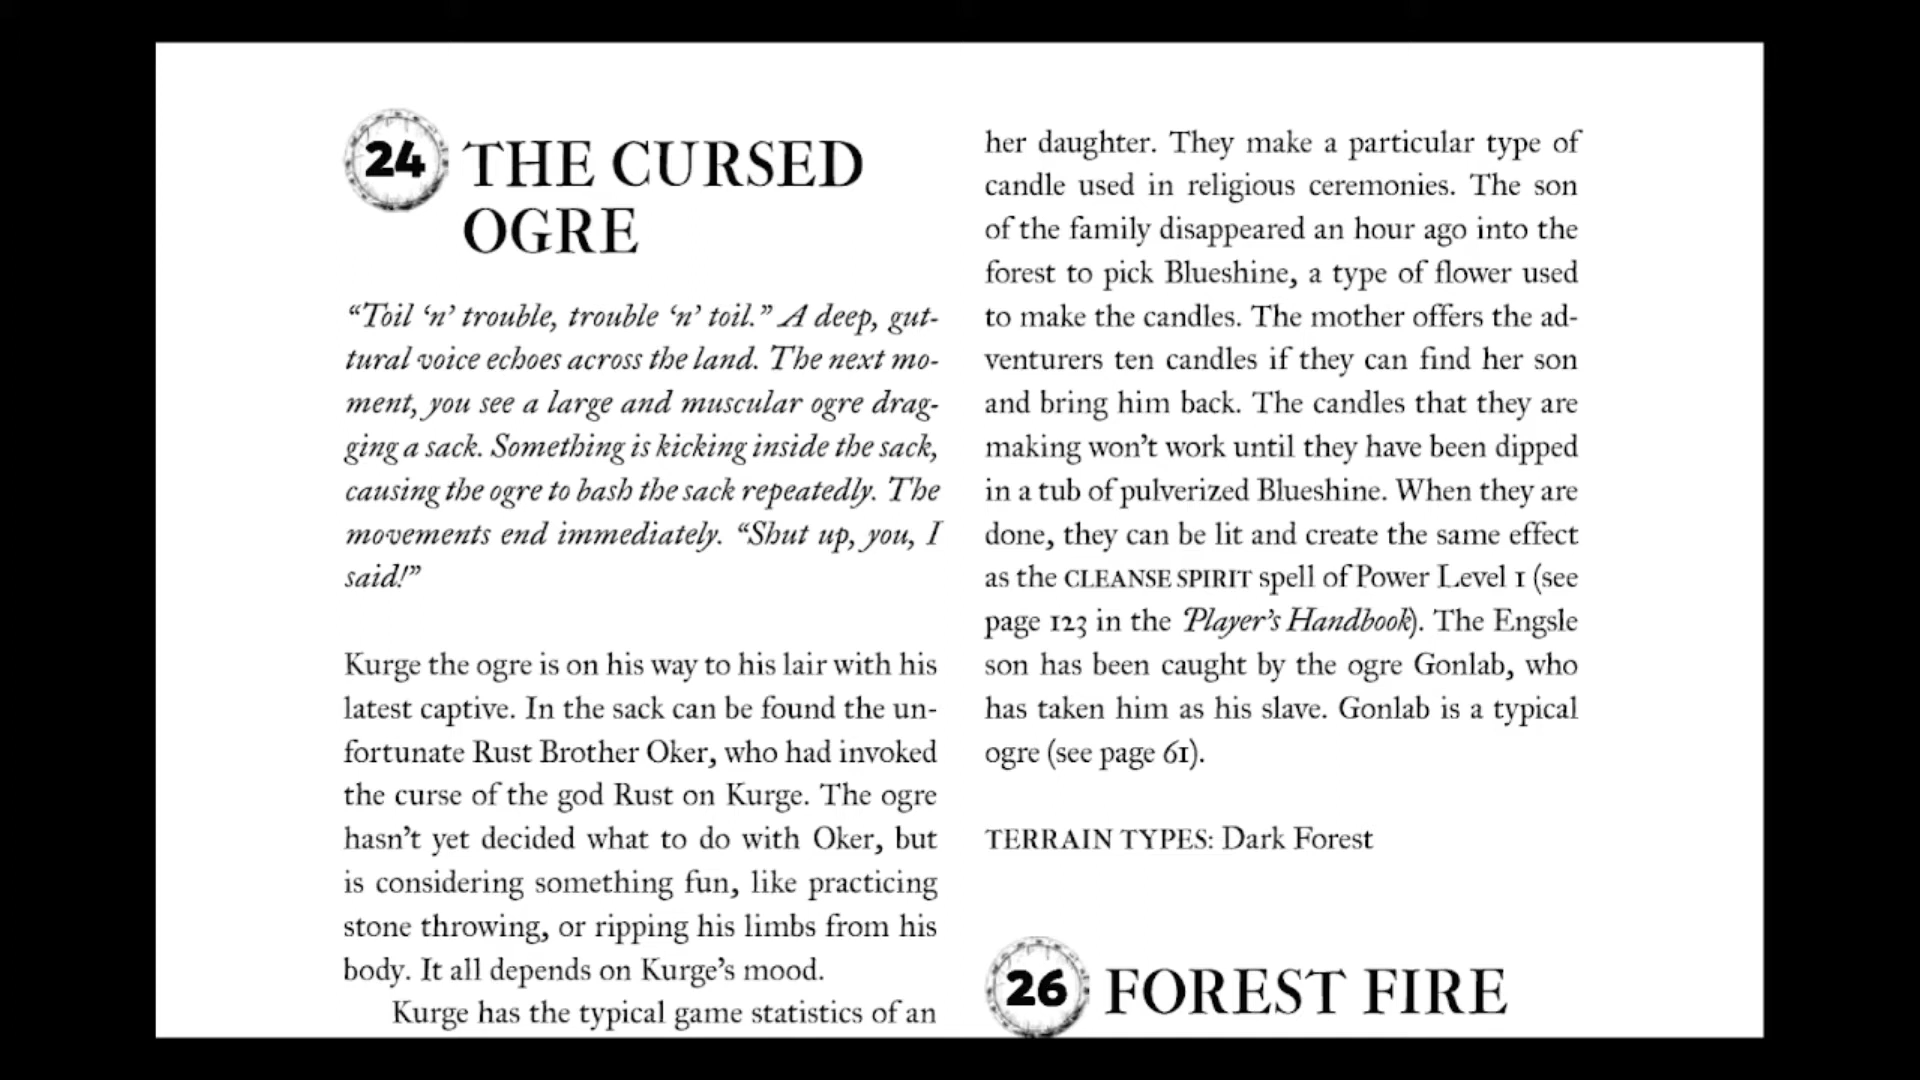 24 THE CURSED
OGRE
“Toil ‘n’ trouble, trouble ‘n’ toil.” A deep, gut-
tural voice echoes across the land. The next mo-
ment, you see a large and muscular ogre drag-
ging a sack. Something is kicking inside the sack,
causing the ogre to bash the sack repeatedly. The
movements end immediately. “Shut up, you, I
said!”
Kurge the ogre is on his way to his lair with his
latest captive. In the sack can be found the un-
fortunate Rust Brother Oker, who had invoked
the curse of the god Rust on Kurge. The ogre
hasn’t yet decided what to do with Oker, but
is considering something fun, like practicing
stone throwing, or ripping his limbs from his
body. It all depends on Kurge’s mood.
Kurge has the typical game statistics of an
her daughter. They make a particular type of
candle used in religious ceremonies. The son
of the family disappeared an hour ago into the
forest to pick Blueshine, a type of flower used
to make the candles. The mother offers the ad-
venturers ten candles if they can find her son
and bring him back. The candles that they are
making won’t work until they have been dipped
in a tub of pulverized Blueshine. When they are
done, they can be lit and create the same effect
as the CLEANSE SPIRIT spell of Power Level 1 (see
page 123 in the Player’s Handbook). The Engsle
son has been caught by the ogre Gonlab, who
has taken him as his slave. Gonlab is a typical
ogre (see page 61).
TERRAIN TYPES: Dark Forest
26 FOREST FIRE